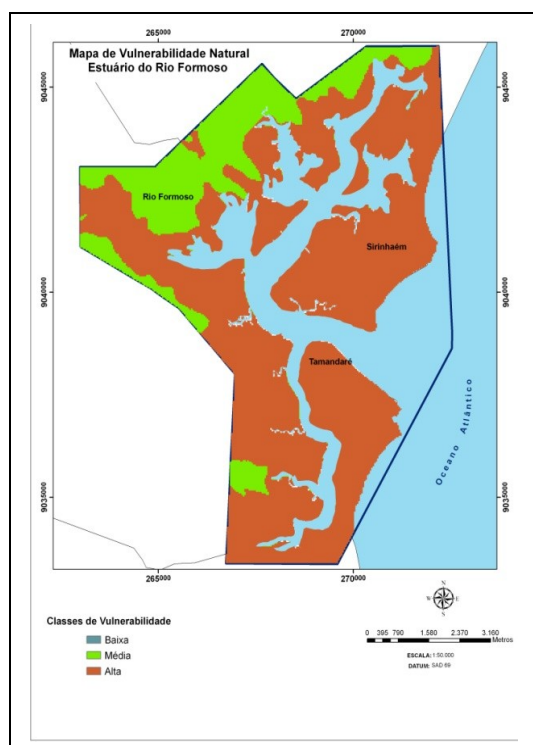 265000
270000
Mapa de Vulnerabilidade Natural
Estuário do Rio Formoso
9045000
9045000
Rio Formoso
Sirinhaém
9040000
9040000
Tamandaré
Oceano Atlântico
9035000
9035000
265000
270000
N
W
E
S
Classes de Vulnerabilidade
Baixa
Média
Alta
0 395 790 1.580 2.370 3.160
Metros
ESCALA: 1:50.000
DATUM: SAD 69